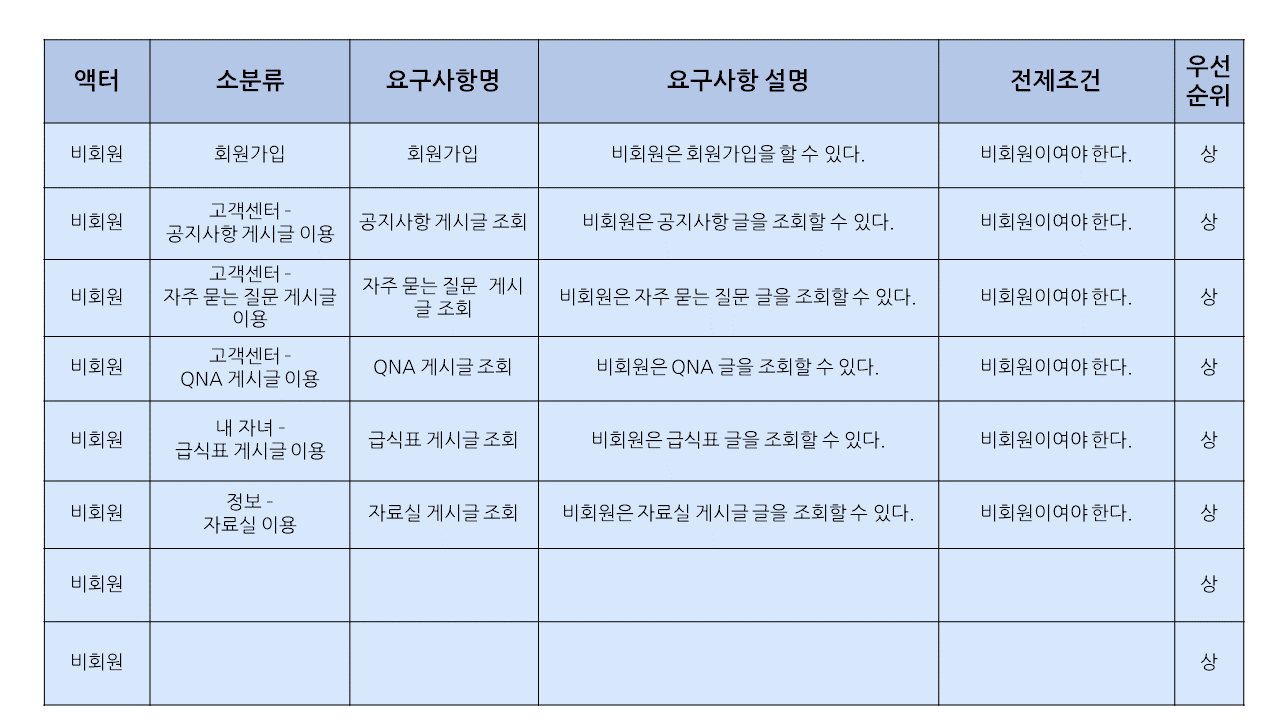 액터 소분류 요구사항명 요구사항 설명 전제조건 우선
순위
비회원 회원가입 회원가입 비회원은 회원가입을 할 수 있다. 비회원이여야 한다. 상
비회원 고객센터 -
공지사항 게시글 이용 공지사항 게시글 조회 비회원은 공지사항 글을 조회할 수 있다. 비회원이여야 한다. 상
비회원 고객센터 -
자주 묻는 질문 게시글
이용 자주 묻는 질문 게시
글 조회 비회원은 자주 묻는 질문 글을 조회할 수 있다. 비회원이여야 한다. 상
비회원 고객센터 -
QNA 게시글 이용 QNA 게시글 조회 비회원은 QNA 글을 조회할 수 있다. 비회원이여야 한다. 상
비회원 내 자녀 -
급식표 게시글 이용 급식표 게시글 조회 비회원은 급식표 글을 조회할 수 있다. 비회원이여야 한다. 상
비회원 정보 -
자료실 이용 자료실 게시글 조회 비회원은 자료실 게시글 글을 조회할 수 있다. 비회원이여야 한다. 상
비회원 상
비회원 상